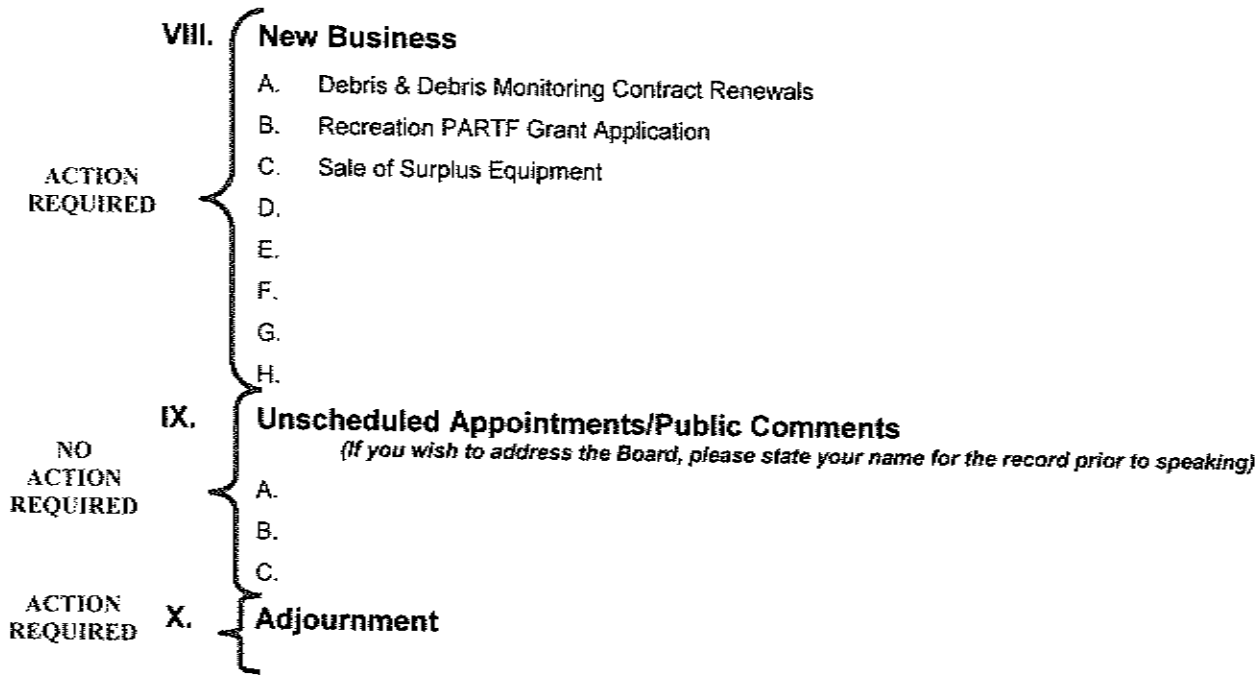 VIII. New Business
A. Debris & Debris Monitoring Contract Renewals
B. Recreation PARTF Grant Application
C. Sale of Surplus Equipment
ACTION
REQUIRED
D.
E.
F.
G.
H.
IX. Unscheduled Appointments/Public Comments
(If you wish to address the Board, please state your name for the record prior to speaking)
NO
ACTION
REQUIRED
A.
B.
C.
ACTION
REQUIRED
X. Adjournment